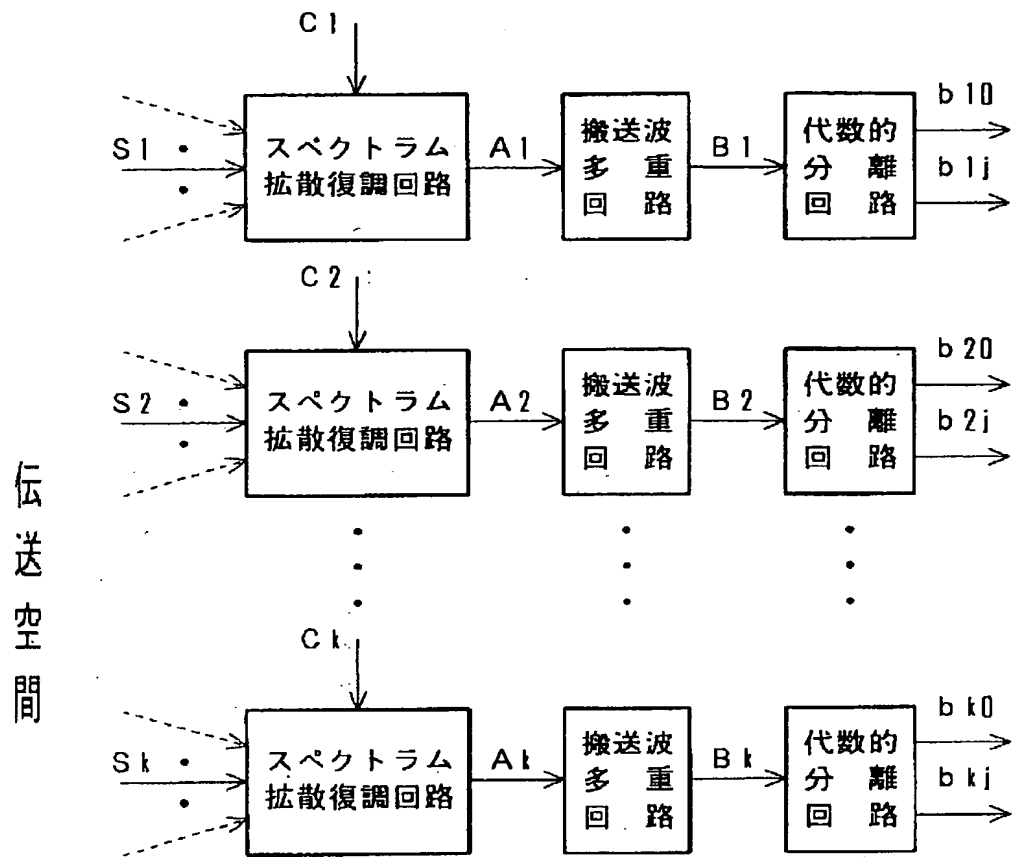 C1
S1
スペクトラム
拡散復調回路
A1
搬送波
多重
回路
B1
代数的
分離
回路
b10
b1j
C2
S2
スペクトラム
拡散復調回路
A2
搬送波
多重
回路
B2
代数的
分離
回路
b20
b2j
伝送空間
Ck
Sk
スペクトラム
拡散復調回路
Ak
搬送波
多重
回路
Bk
代数的
分離
回路
bk0
bkj